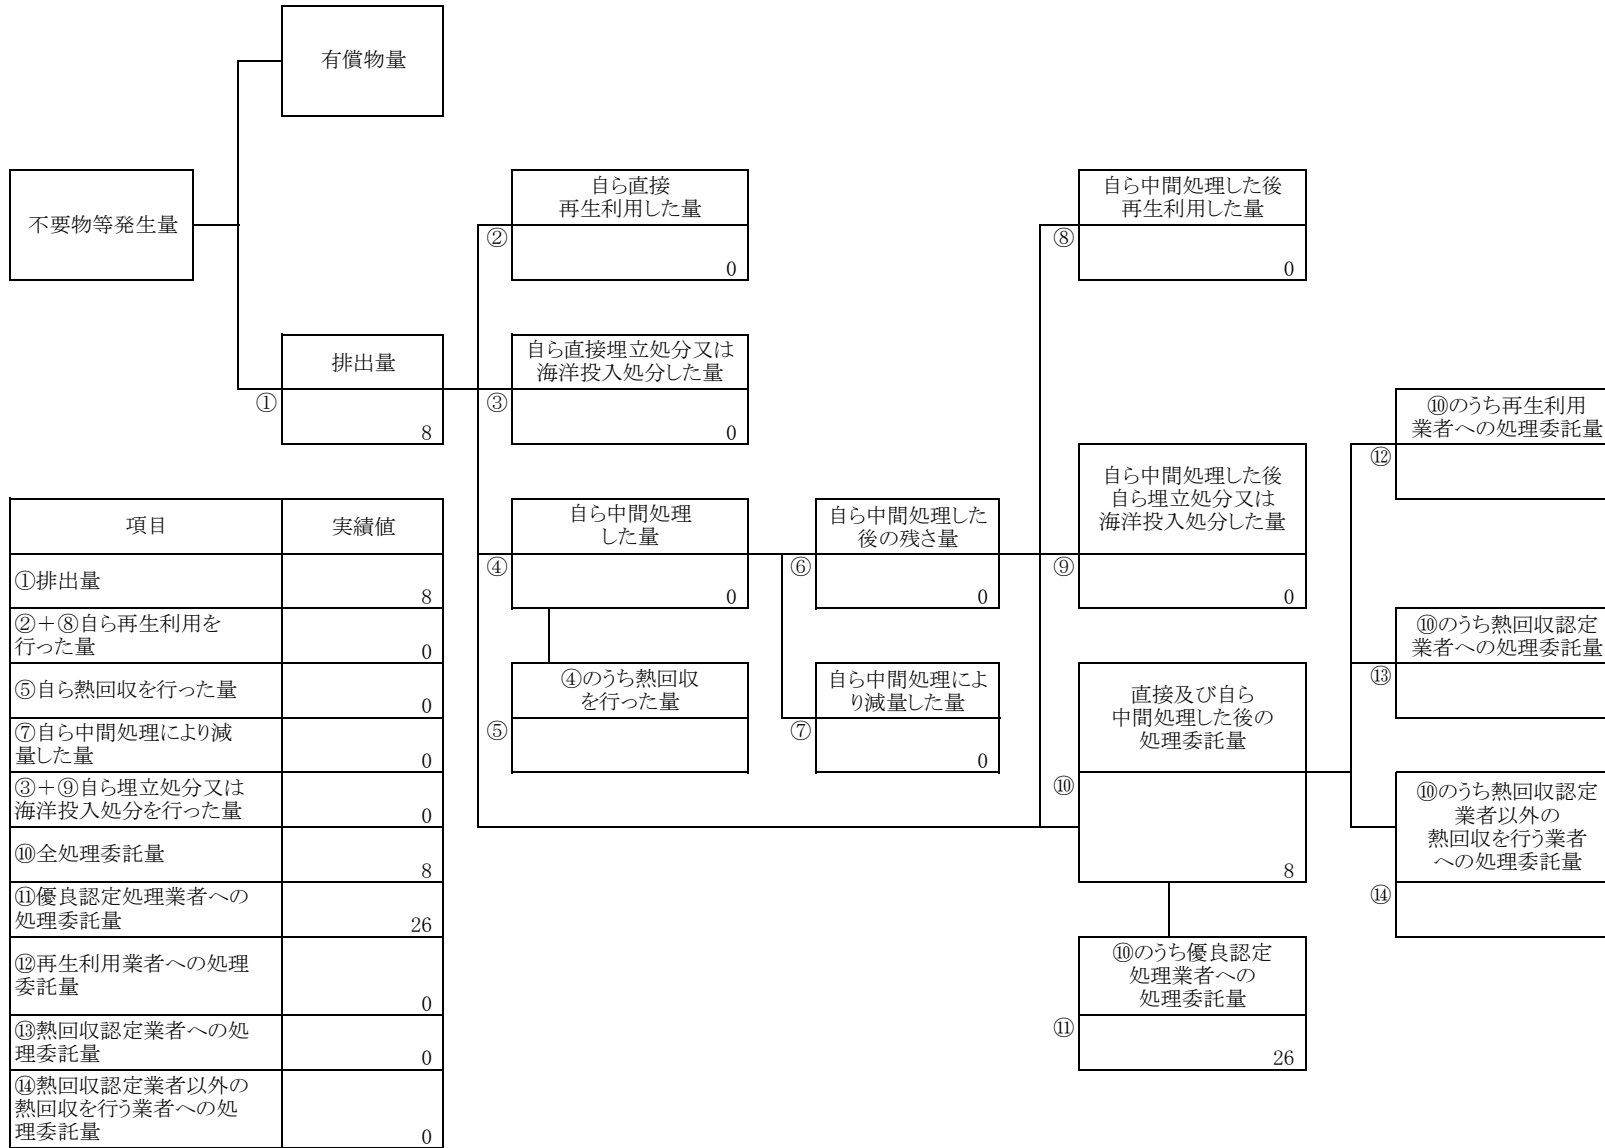 有償物量
不要物等発生量
自ら直接
再生利用した量
②
0
自ら中間処理した後
再生利用した量
⑧
0
排出量
①
8
自ら直接埋立処分又は
海洋投入処分した量
③
0
⑩のうち再生利用
業者への処理委託量
⑫
自ら中間処理
した量
④
0
自ら中間処理した
後の残さ量
⑥
0
自ら中間処理した後
自ら埋立処分又は
海洋投入処分した量
⑨
0
⑩のうち熱回収認定
業者への処理委託量
⑬
④のうち熱回収
を行った量
⑤
自ら中間処理によ
り減量した量
⑦
0
直接及び自ら
中間処理した後の
処理委託量
⑩
8
⑩のうち熱回収認定
業者以外の
熱回収を行う業者
への処理委託量
⑭
⑩のうち優良認定
処理業者への
処理委託量
⑪
26
項目 実績値
①排出量
8
②+⑧自ら再生利用を
行った量
0
⑤自ら熱回収を行った量
0
⑦自ら中間処理により減
量した量
0
③+⑨自ら埋立処分又は
海洋投入処分を行った量
0
⑩全処理委託量
8
⑪優良認定処理業者への
処理委託量
26
⑫再生利用業者への処理
委託量
0
⑬熱回収認定業者への処
理委託量
0
⑭熱回収認定業者以外の
熱回収を行う業者への処
理委託量
0